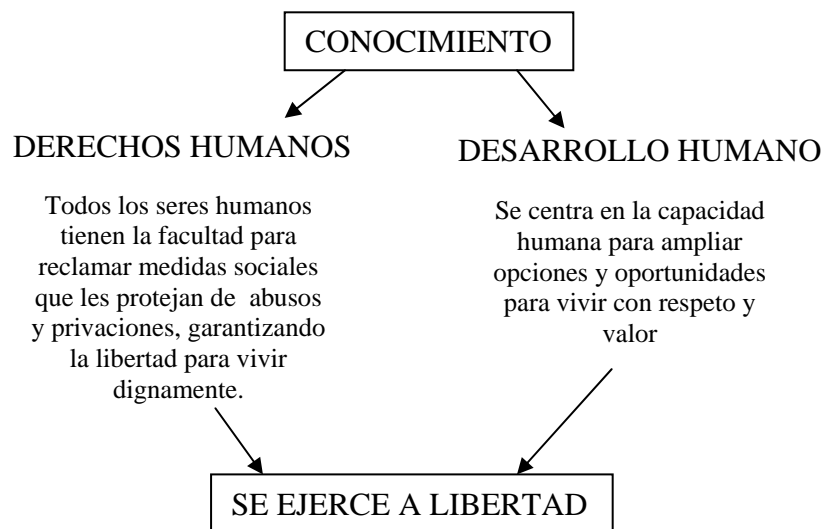 CONOCIMIENTO
DERECHOS HUMANOS
Todos los seres humanos
tienen la facultad para
reclamar medidas sociales
que les protejan de abusos
y privaciones, garantizando
la libertad para vivir
dignamente.
DESARROLLO HUMANO
Se centra en la capacidad
humana para ampliar
opciones y oportunidades
para vivir con respeto y
valor
SE EJERCE A LIBERTAD